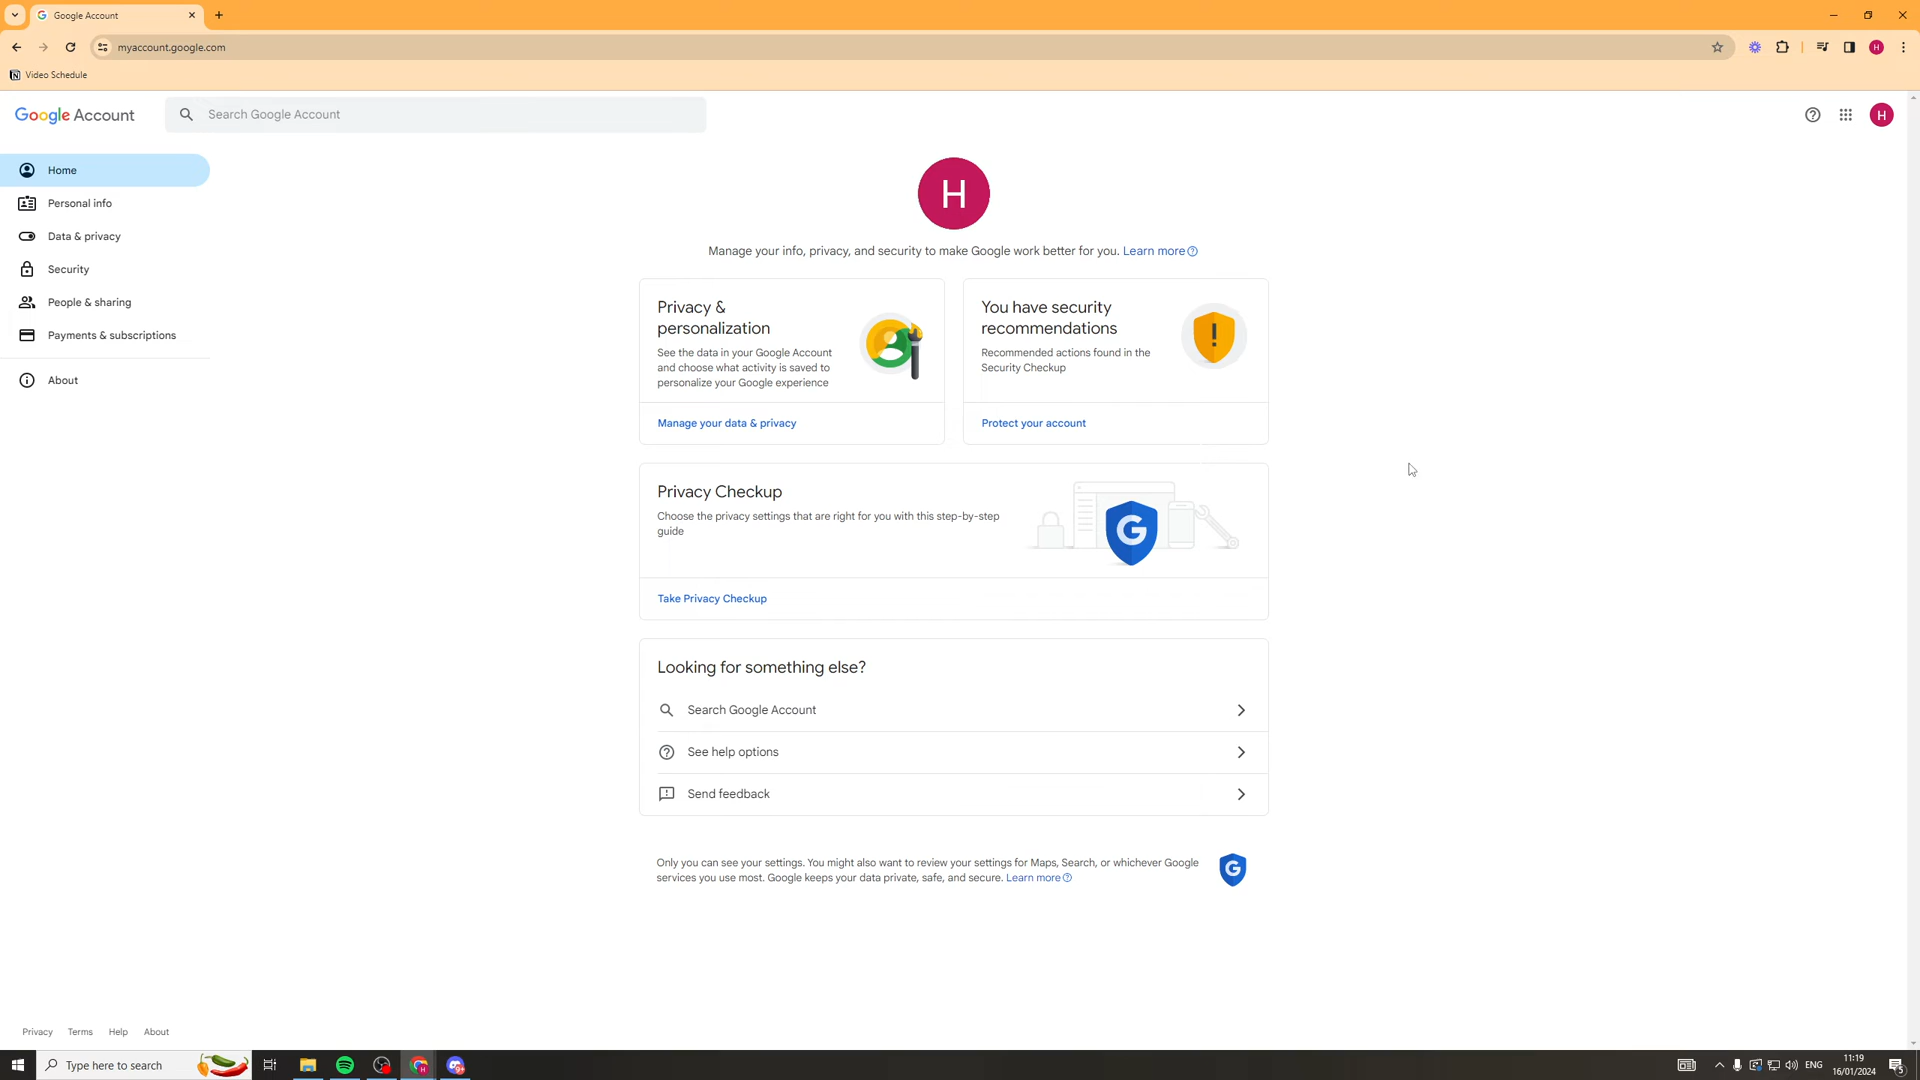 Google Account
myaccount.google.com
Video Schedule
Google Account
Search Google Account
H
H
Home
Personal info
Data & privacy
Security
People & sharing
Payments & subscriptions
About
H
Manage your info, privacy, and security to make Google work better for you. Learn more
Privacy &
personalization
See the data in your Google Account
and choose what activity is saved to
personalize your Google experience
Manage your data & privacy
You have security
recommendations
Recommended actions found in the
Security Checkup
Protect your account
Privacy Checkup
Choose the privacy settings that are right for you with this step-by-step
guide
Take Privacy Checkup
Looking for something else?
Search Google Account
See help options
Send feedback
Only you can see your settings. You might also want to review your settings for Maps, Search, or whichever Google
services you use most. Google keeps your data private, safe, and secure. Learn more
Privacy Terms Help About
Type here to search
ENG
11:19
16/01/2024